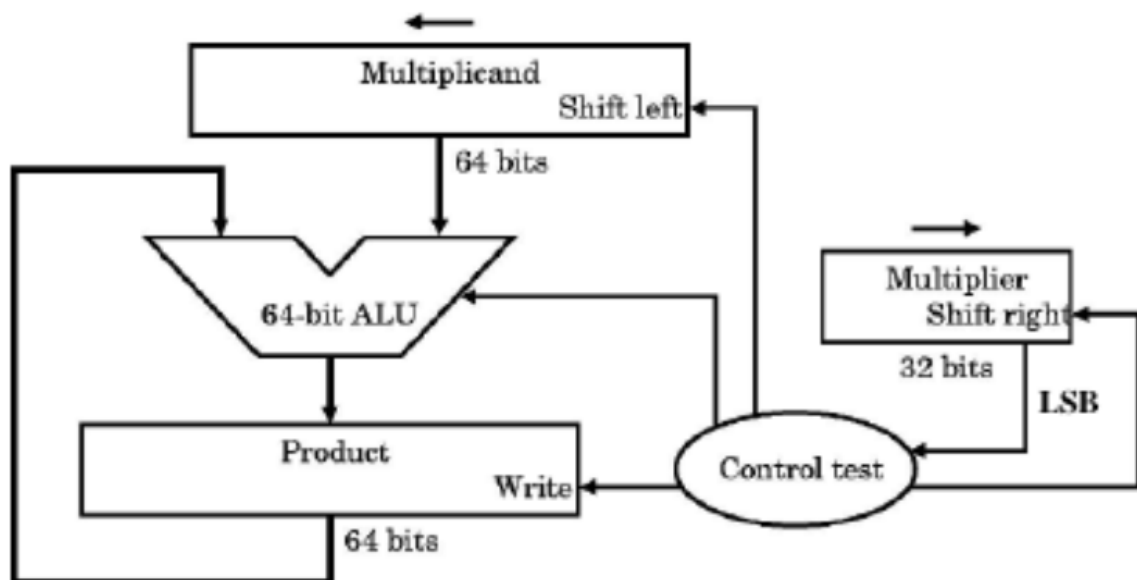 Multiplicand
Shift left
64 bits
64-bit ALU
Multiplier
Shift right
32 bits
LSB
Control test
Product
Write
64 bits